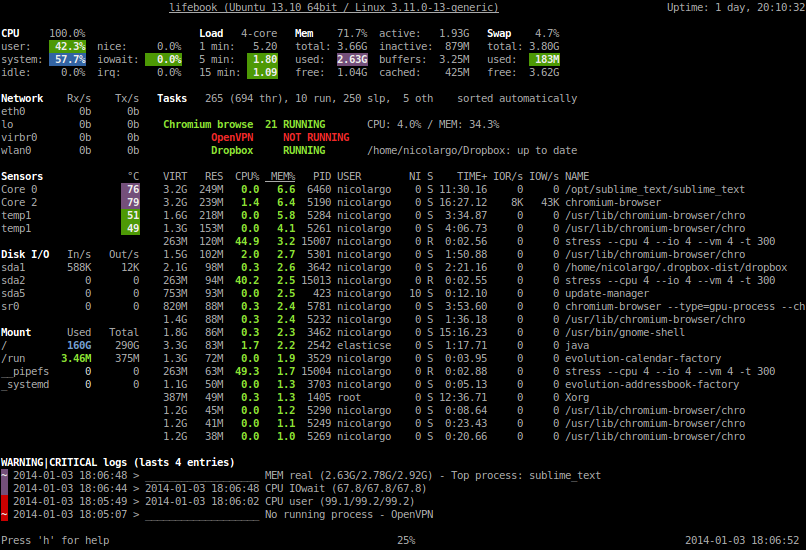 lifebook (Ubuntu 13.10 64bit / Linux 3.11.0-13-generic) Uptime: 1 day, 20:10:32
CPU 100.0% Load 4-core Mem 71.7% active: 1.93G Swap 4.7%
user: 42.3% nice: 0.0% 1 min: 5.20 total: 3.66G inactive: 879M total: 3.80G
system: 57.7% iowait: 0.0% 5 min: 1.80 used: 2.63G buffers: 3.25M used: 183M
idle: 0.0% irq: 0.0% 15 min: 1.09 free: 1.04G cached: 425M free: 3.62G
Network Rx/s Tx/s Tasks 265 (694 thr), 10 run, 250 slp, 5 oth sorted automatically
eth0 0b 0b
lo 0b 0b Chromium browse 21 RUNNING CPU: 4.0% / MEM: 34.3%
virbr0 0b 0b OpenVPN NOT RUNNING
wlan0 0b 0b Dropbox RUNNING /home/nicolargo/Dropbox: up to date
Sensors °C VIRT RES CPU% MEM% PID USER NI S TIME+ IOR/s IOW/s NAME
Core 0 76 3.2G 249M 0.0 6.6 6460 nicolargo 0 S 11:30.16 0 0 /opt/sublime_text/sublime_text
Core 2 79 3.2G 239M 1.4 6.4 5190 nicolargo 0 S 16:27.12 8K 43K chromium-browser
temp1 51 1.6G 218M 0.0 5.8 5284 nicolargo 0 S 3:34.87 0 0 /usr/lib/chromium-browser/chro
temp1 49 1.3G 153M 0.0 4.1 5261 nicolargo 0 S 4:06.73 0 0 /usr/lib/chromium-browser/chro
263M 120M 44.9 3.2 15007 nicolargo 0 R 0:02.56 0 0 stress --cpu 4 --io 4 --vm 4 -t 300
Disk I/O In/s Out/s 1.5G 102M 2.0 2.7 5301 nicolargo 0 S 1:50.88 0 0 /usr/lib/chromium-browser/chro
sda1 588K 12K 2.1G 98M 0.3 2.6 3642 nicolargo 0 S 2:21.16 0 0 /home/nicolargo/.dropbox-dist/dropbox
sda2 0 0 263M 94M 40.2 2.5 15013 nicolargo 0 R 0:02.55 0 0 stress --cpu 4 --io 4 --vm 4 -t 300
sda5 0 0 753M 93M 0.0 2.5 423 nicolargo 10 S 0:12.10 0 0 update-manager
sr0 0 0 820M 88M 0.3 2.4 5781 nicolargo 0 S 3:53.60 0 0 chromium-browser --type=gpu-process --ch
1.4G 88M 0.3 2.4 5232 nicolargo 0 S 1:36.18 0 0 /usr/lib/chromium-browser/chro
Mount Used Total 1.8G 86M 0.3 2.3 3462 nicolargo 0 S 15:16.23 0 0 /usr/bin/gnome-shell
/ 160G 290G 3.3G 83M 1.7 2.2 2542 elasticse 0 S 1:17.71 0 0 java
/run 3.46M 375M 1.3G 72M 0.0 1.9 3529 nicolargo 0 S 0:03.95 0 0 evolution-calendar-factory
__pipefs 0 0 263M 63M 49.3 1.7 15004 nicolargo 0 R 0:02.88 0 0 stress --cpu 4 --io 4 --vm 4 -t 300
_systemd 0 0 1.1G 50M 0.0 1.3 3703 nicolargo 0 S 0:05.13 0 0 evolution-addressbook-factory
387M 49M 0.3 1.3 1405 root 0 S 12:36.71 0 0 Xorg
1.2G 45M 0.0 1.2 5290 nicolargo 0 S 0:08.64 0 0 /usr/lib/chromium-browser/chro
1.2G 41M 0.0 1.1 5249 nicolargo 0 S 0:23.43 0 0 /usr/lib/chromium-browser/chro
1.2G 38M 0.0 1.0 5269 nicolargo 0 S 0:20.66 0 0 /usr/lib/chromium-browser/chro
WARNING|CRITICAL logs (lasts 4 entries)
~ 2014-01-03 18:06:48 > ___________________ MEM real (2.63G/2.78G/2.92G) - Top process: sublime_text
2014-01-03 18:06:44 > 2014-01-03 18:06:48 CPU IOwait (67.8/67.8/67.8)
2014-01-03 18:05:49 > 2014-01-03 18:06:02 CPU user (99.1/99.2/99.2)
~ 2014-01-03 18:05:07 > ___________________ No running process - OpenVPN
Press 'h' for help 25% 2014-01-03 18:06:52